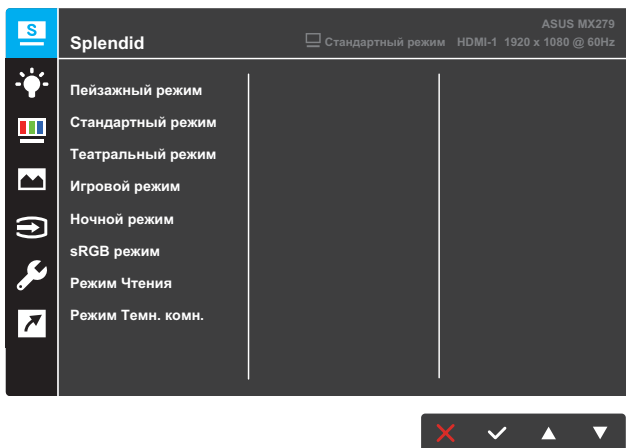 S
Splendid
ASUS MX279
Стандартный режим HDMI-1 1920 x 1080 @ 60Hz
Пейзажный режим
Стандартный режим
Театральный режим
Игровой режим
Ночной режим
sRGB режим
Режим Чтения
Режим Темн. комн.